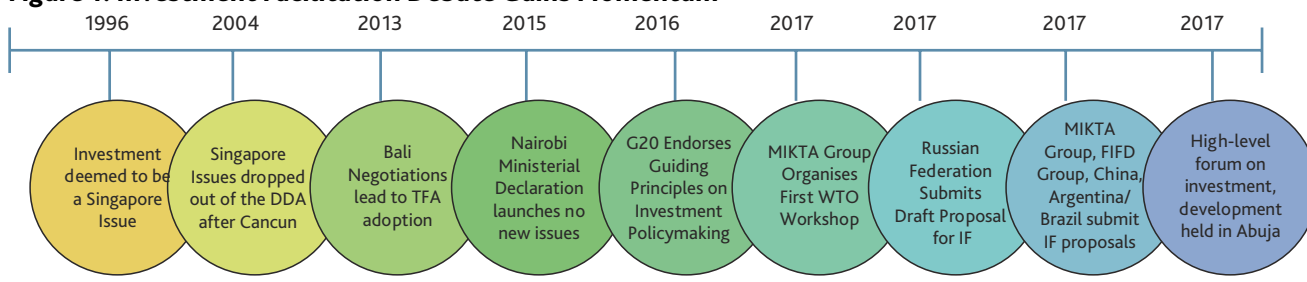 1996 2004 2013 2015 2016 2017 2017 2017 2017
Investment
deemed to be
a Singapore
Issue
Singapore
Issues dropped
out of the DDA
after Cancun
Bali
Negotiations
lead to TFA
adoption
Nairobi
Ministerial
Declaration
launches no
new issues
G20 Endorses
Guiding
Principles on
Investment
Policymaking
MIKTA Group
Organises
First WTO
Workshop
Russian
Federation
Submits
Draft Proposal
for IF
MIKTA
Group, FIFD
Group, China,
Argentina/
Brazil submit
IF proposals
High-level
forum on
investment,
development
held in Abuja